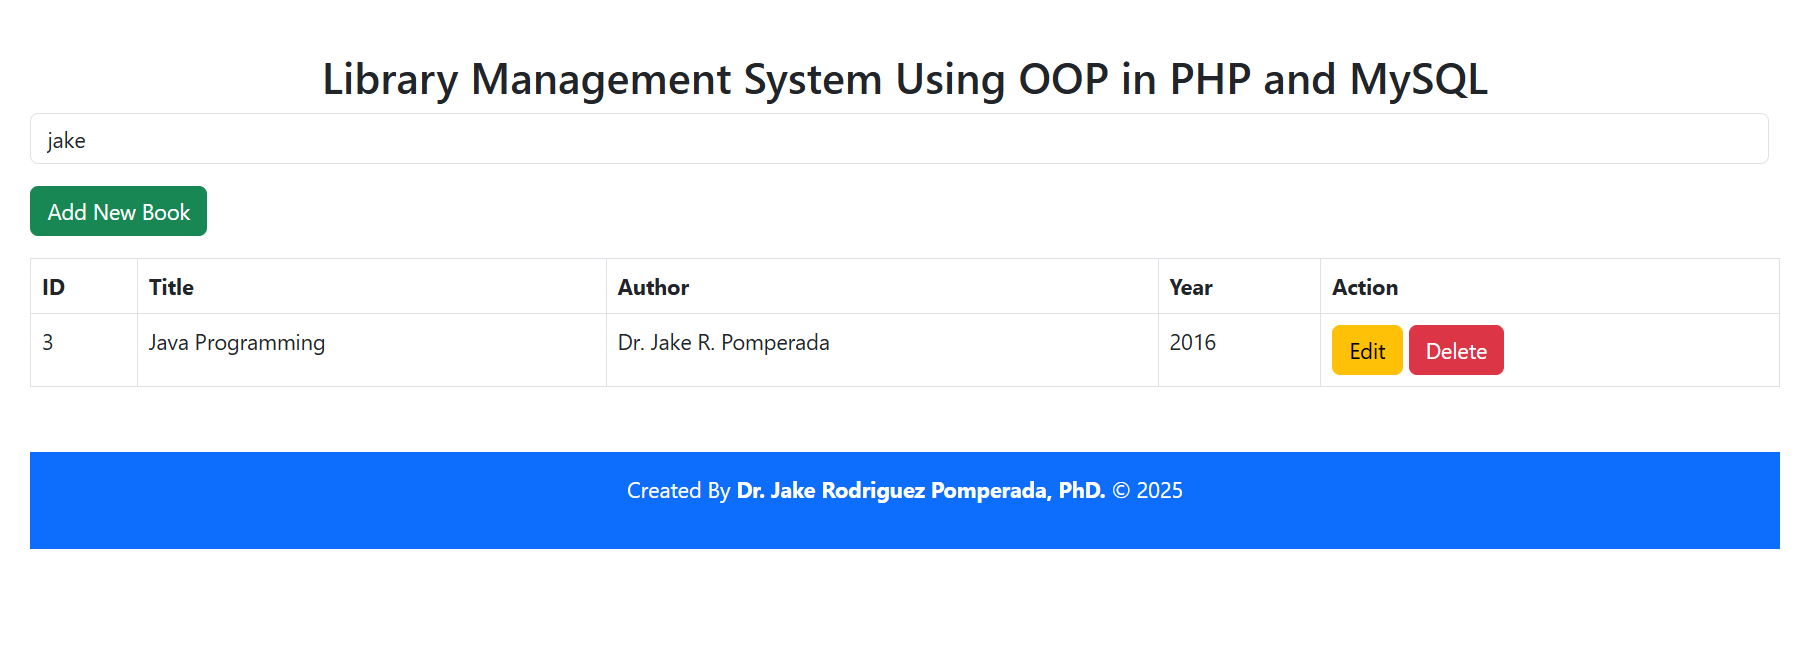 Library Management System Using OOP in PHP and MySQL
jake
Add New Book
ID Title Author Year Action
3 Java Programming Dr. Jake R. Pomperada 2016 Edit Delete
Created By Dr. Jake Rodriguez Pomperada, PhD. © 2025